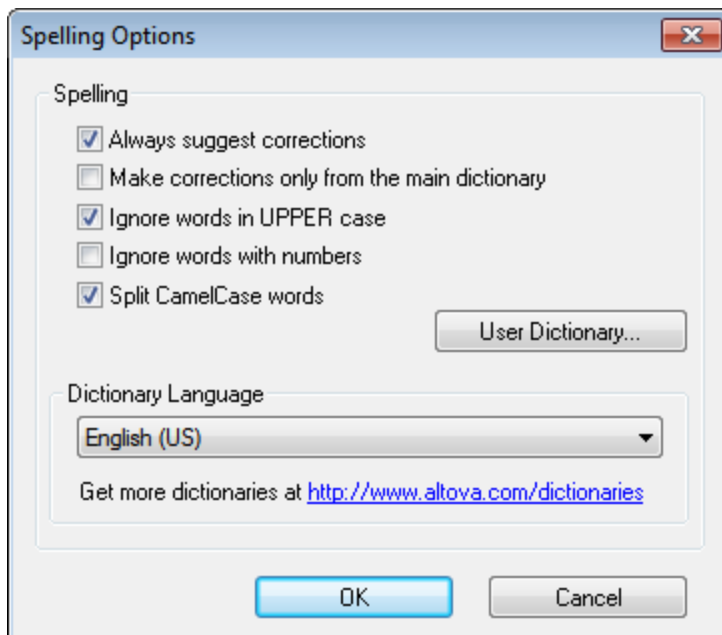 Spelling Options
Spelling
Always suggest corrections
Make corrections only from the main dictionary
Ignore words in UPPER case
Ignore words with numbers
Split CamelCase words
User Dictionary...
Dictionary Language
English (US)
Get more dictionaries at http://www.altova.com/dictionaries
OK Cancel